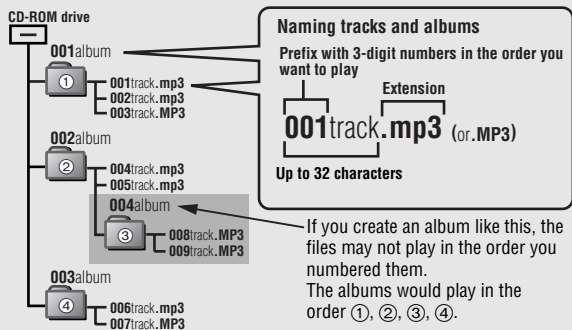 CD-ROM drive
001album
①
001track.mp3
002track.mp3
003track.MP3
002album
②
004track.mp3
005track.mp3
004album
③
008track.MP3
009track.MP3
003album
④
006track.mp3
007track.MP3
Naming tracks and albums
Prefix with 3-digit numbers in the order you
want to play
Extension
001track.mp3 (or.MP3)
Up to 32 characters
If you create an album like this, the
files may not play in the order you
numbered them.
The albums would play in the
order ①, ②, ③, ④.